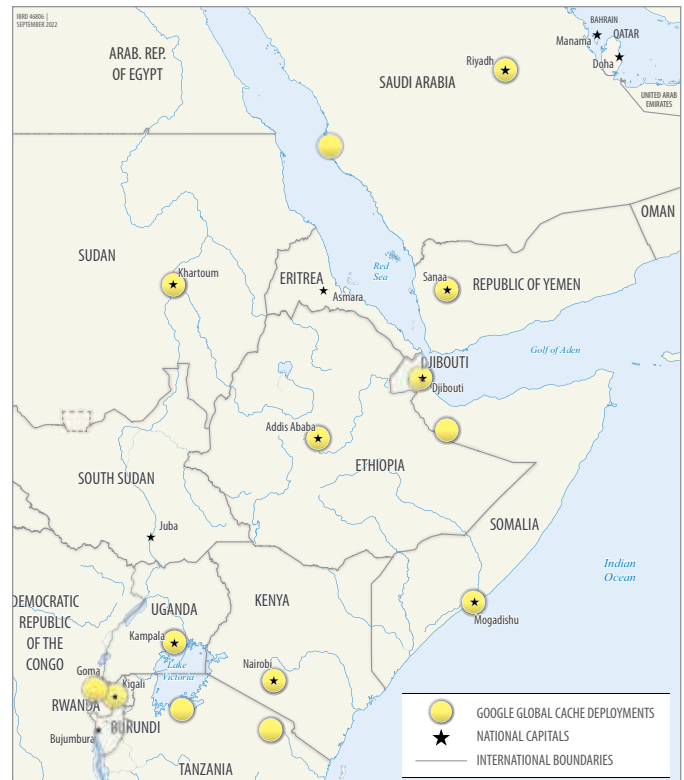 IBRD 46806 |
SEPTEMBER 2022
BAHRAIN
QATAR
Manama
Doha
ARAB. REP.
OF EGYPT
Riyadh
SAUDI ARABIA
UNITED ARAB
EMIRATES
OMAN
SUDAN
Khartoum
ERITREA
Asmara
Red
Sea
Sanaa
REPUBLIC OF YEMEN
Golf of Aden
DJIBOUTI
Djibouti
Addis Ababa
ETHIOPIA
SOUTH SUDAN
SOMALIA
Juba
Indian
Ocean
DEMOCRATIC
REPUBLIC
OF THE
CONGO
UGANDA
KENYA
Mogadishu
Kampala
Lake
Victoria
Nairobi
Goma
Kigali
RWANDA
BURUNDI
Bujumbura
TANZANIA
GOOGLE GLOBAL CACHE DEPLOYMENTS
NATIONAL CAPITALS
INTERNATIONAL BOUNDARIES